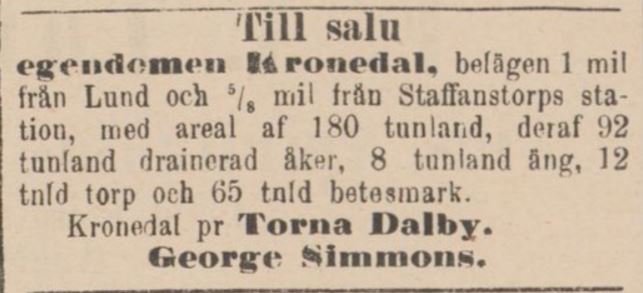 Till salu
egendomen Kronedal, belägen 1 mil
från Lund och 5/8 mil från Staffanstorps sta-
tion, med areal af 180 tunland, deraf 92
tunland drainerad åker, 8 tunland äng, 12
tnld torp och 65 tnld betesmark.
Kronedal pr Torna Dalby.
George Simmons.